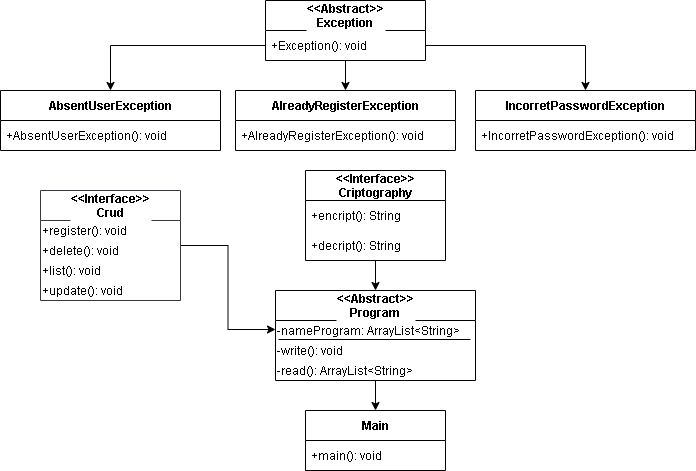 <<Abstract>>
Exception
+Exception(): void
AbsentUserException
+AbsentUserException(): void
AlreadyRegisterException
+AlreadyRegisterException(): void
IncorretPasswordException
+IncorretPasswordException(): void
<<Interface>>
Crud
+register(): void
+delete(): void
+list(): void
+update(): void
<<Interface>>
Criptography
+encript(): String
+decript(): String
<<Abstract>>
Program
-nameProgram: ArrayList<String>
-write(): void
-read(): ArrayList<String>
Main
+main(): void